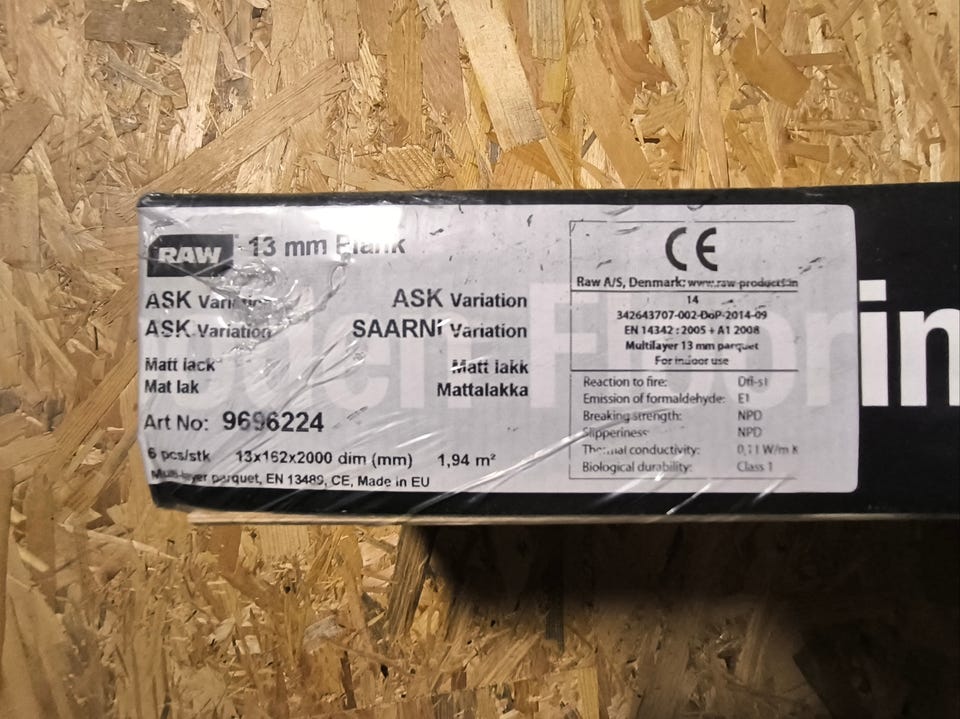 RAW 13 mm Plank
ASK Variation ASK Variation
ASK Variation SAARNI Variation
Matt lack Matt lakk
Mat lak Mattalakka
Art No: 9696224
6 pcs/stk 13x162x2000 dim (mm) 1,94 m²
Multi-layer parquet, EN 13489, CE, Made in EU
CE
Raw A/S, Denmark: www.raw-products.in
14
342643707-002-DoP-2014-09
EN 14342 : 2005 + A1 2008
Multilayer 13 mm parquet
For indoor use
Reaction to fire: Dfl-s1
Emission of formaldehyde: E1
Breaking strength: NPD
Slipperiness NPD
Thermal conductivity: 0,11 W/m K
Biological durability: Class 1